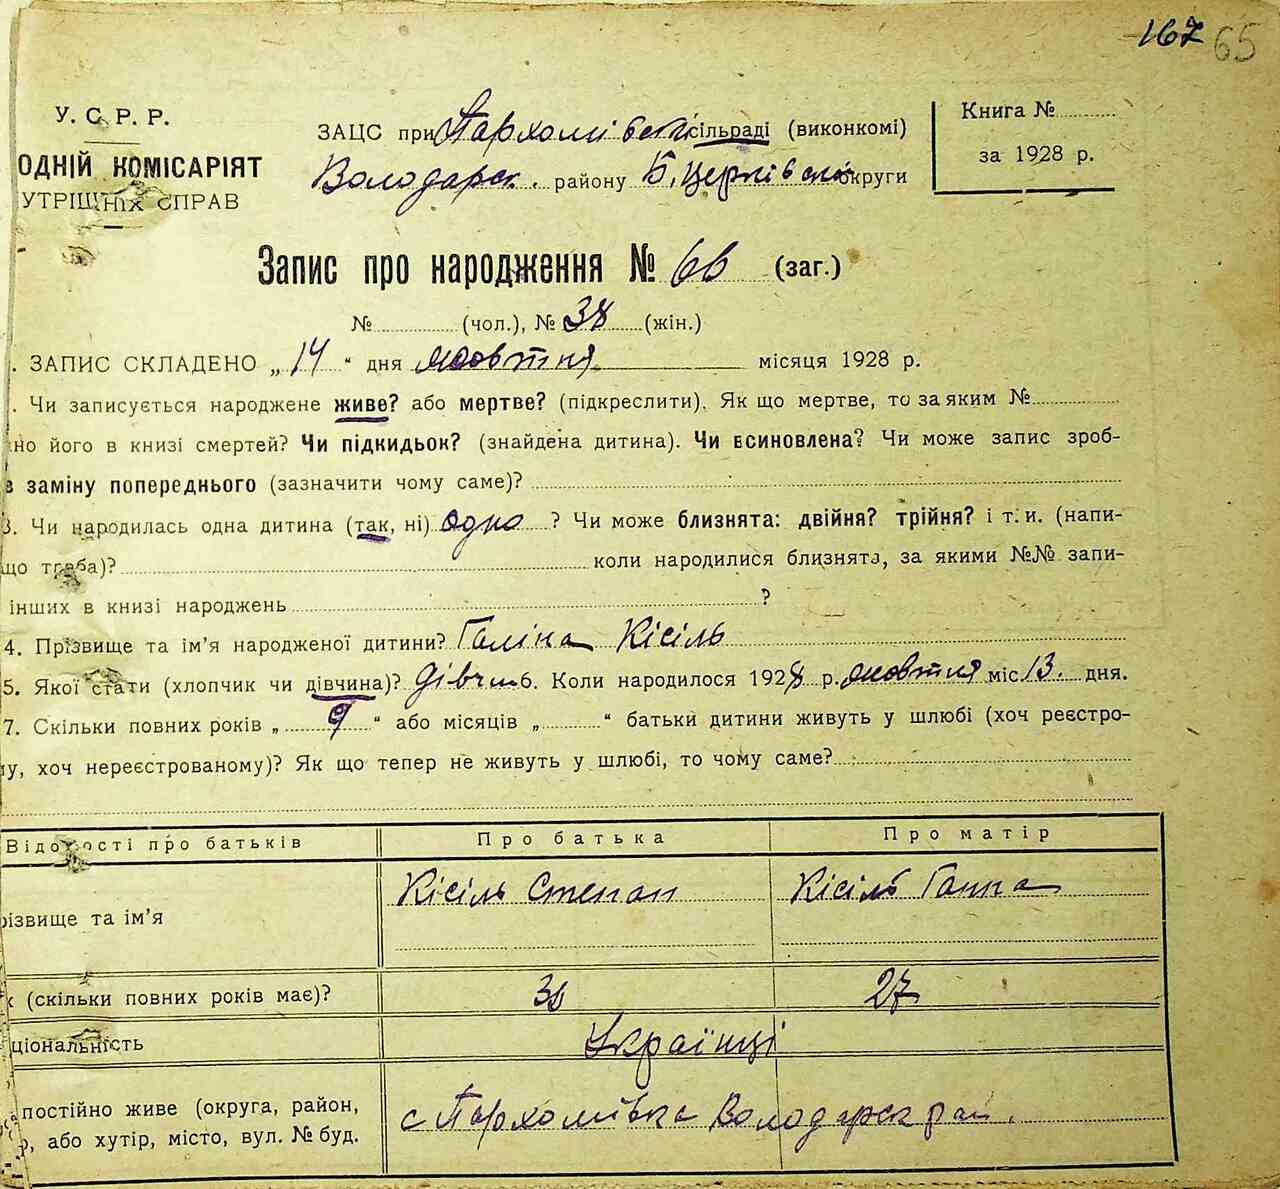 167 65
У. С. Р. Р.
ОДНІЙ КОМІСАРІЯТ
УТРІШНІХ СПРАВ
ЗАЦС при Пархомівській сільраді (виконкомі)
Володарск. району Б. Церківської округи
Книга №
за 1928 р.
Запис про народження № 66 (заг.)
№ (чол.), № 38 (жін.)
. ЗАПИС СКЛАДЕНО „ 14 “ дня жовтня місяця 1928 р.
. Чи записується народжене живе? або мертве? (підкреслити). Як що мертве, то за яким №
но його в книзі смертей? Чи підкидьок? (знайдена дитина). Чи всиновлена? Чи може запис зроб-
в заміну попереднього (зазначити чому саме)?
3. Чи народилась одна дитина (так, ні) одна ? Чи може близнята: двійня? трійня? і т. и. (напи-
що треба)? коли народилися близнята, за якими №№ запи-
інших в книзі народжень ?
4. Прізвище та ім’я народженої дитини? Галіна Кісіль
5. Якої стати (хлопчик чи дівчина)? дівчин 6. Коли народилося 1928 р. жовтня міс 13. дня.
7. Скільки повних років „ 9 “ або місяців „ “ батьки дитини живуть у шлюбі (хоч реєстро-
у, хоч нереєстрованому)? Як що тепер не живуть у шлюбі, то чому саме?
Відомості про батьків Про батька Про матір
різвище та ім’я Кісіль Степан Кісіль Ганна
к (скільки повних років має)? 27
ціональність Українці
постійно живе (округа, район, с Пархомівка Володарск рай.
р, або хутір, місто, вул. № буд.